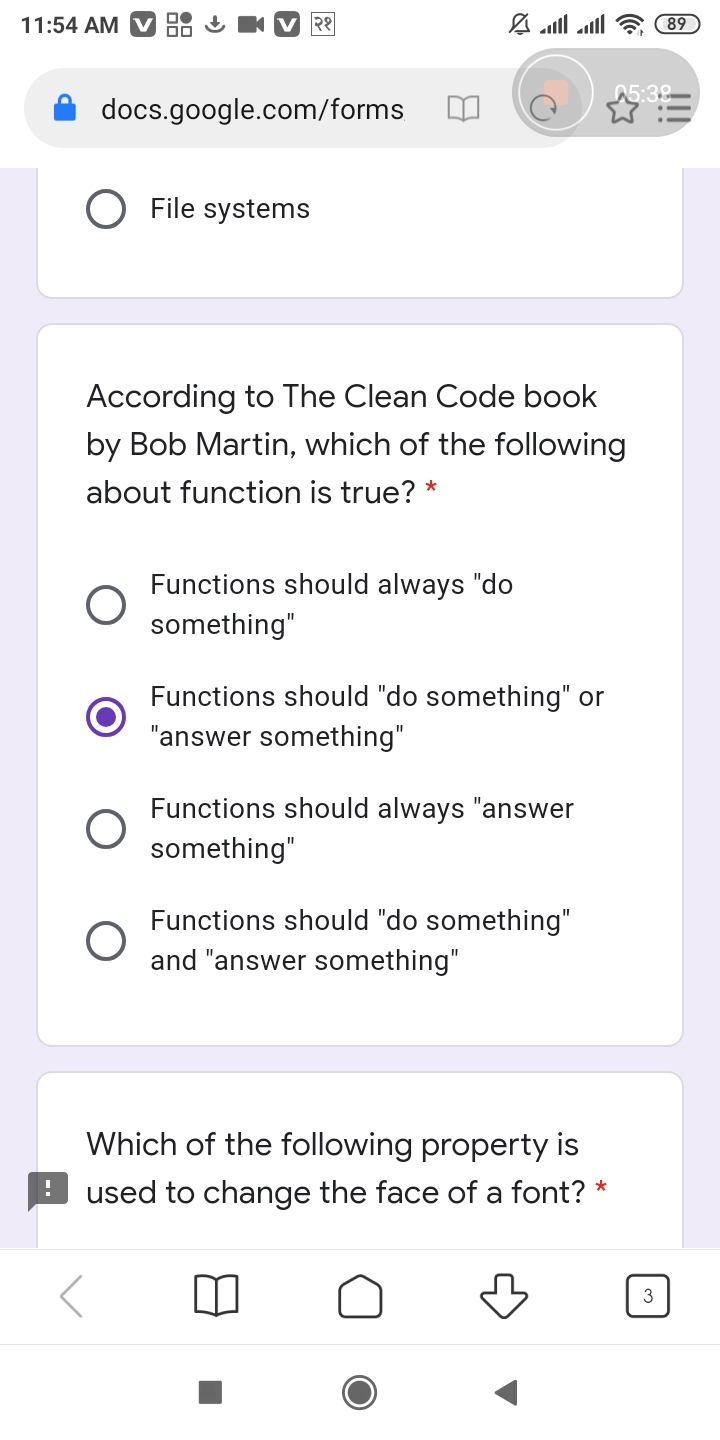 11:54 AM V V २१ 89
docs.google.com/forms 05:38
File systems
According to The Clean Code book
by Bob Martin, which of the following
about function is true? *
Functions should always "do
something"
Functions should "do something" or
"answer something"
Functions should always "answer
something"
Functions should "do something"
and "answer something"
Which of the following property is
used to change the face of a font? *
3